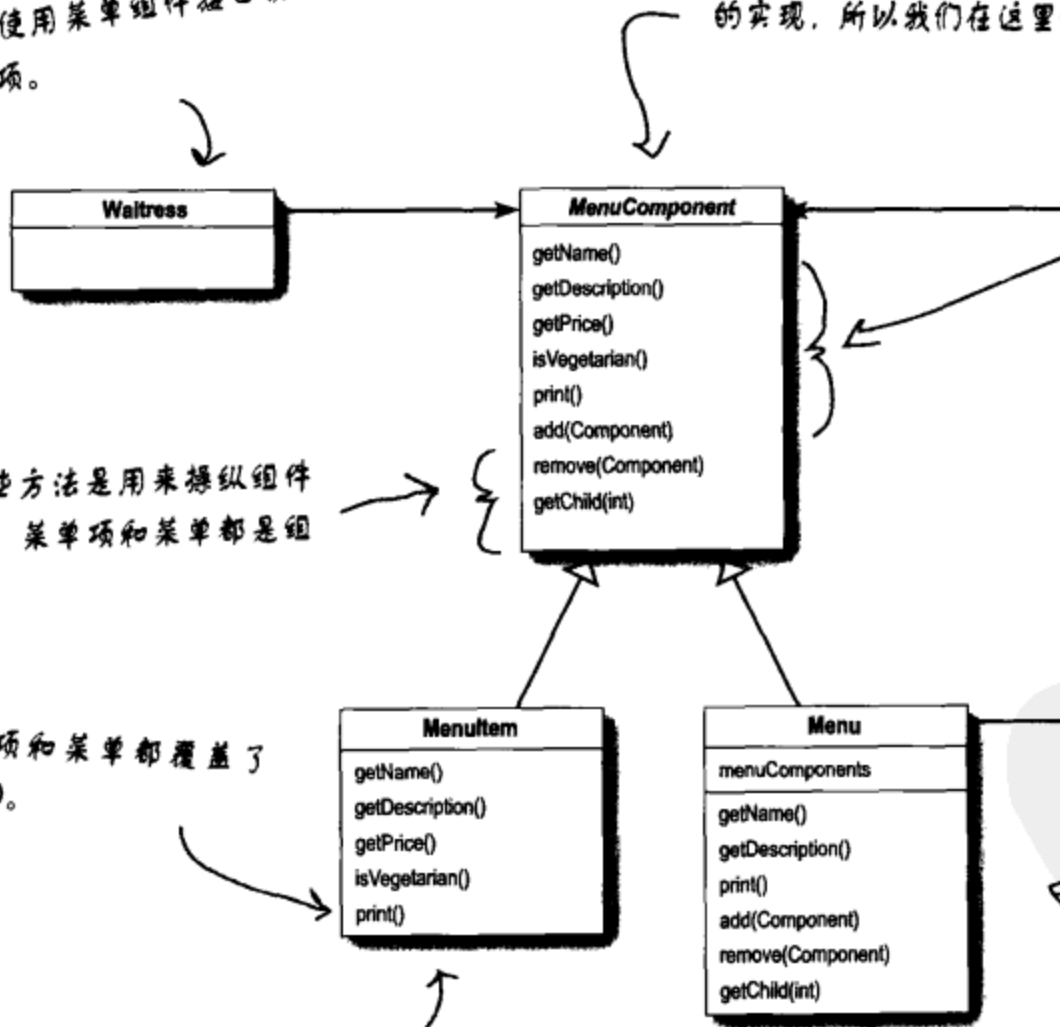 使用菜单组件接
项。
的实现，所以我们在这里
Waitress
MenuComponent
getName()
getDescription()
getPrice()
isVegetarian()
print()
add(Component)
remove(Component)
getChild(int)
方法是用来操纵组件
菜单项和菜单都是组
项和菜单都覆盖了
MenuItem
getName()
getDescription()
getPrice()
isVegetarian()
print()
Menu
menuComponents
getName()
getDescription()
print()
add(Component)
remove(Component)
getChild(int)